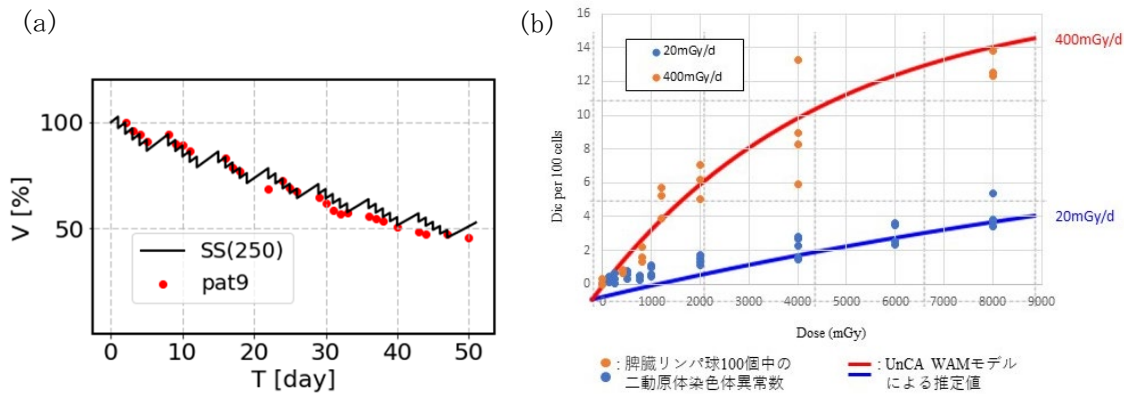 (a)
100
50
V [%]
SS(250)
pat9
0
10
20
30
40
50
T [day]
(b)
16
14
12
10
8
6
4
2
0
Dic per 100 cells
20mGy/d
400mGy/d
400mGy/d
20mGy/d
0
1000
2000
3000
4000
5000
6000
7000
8000
9000
Dose (mGy)
: 脾臓リンパ球100個中の
二動原体染色体異常数
: UnCA WAMモデル
による推定値